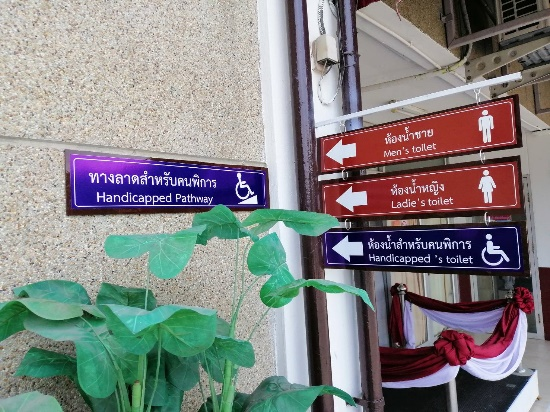 ทางลาดสำหรับคนพิการ
Handicapped Pathway
ห้องน้ำชาย
Men's toilet
ห้องน้ำหญิง
Ladie's toilet
ห้องน้ำสำหรับคนพิการ
Handicapped 's toilet